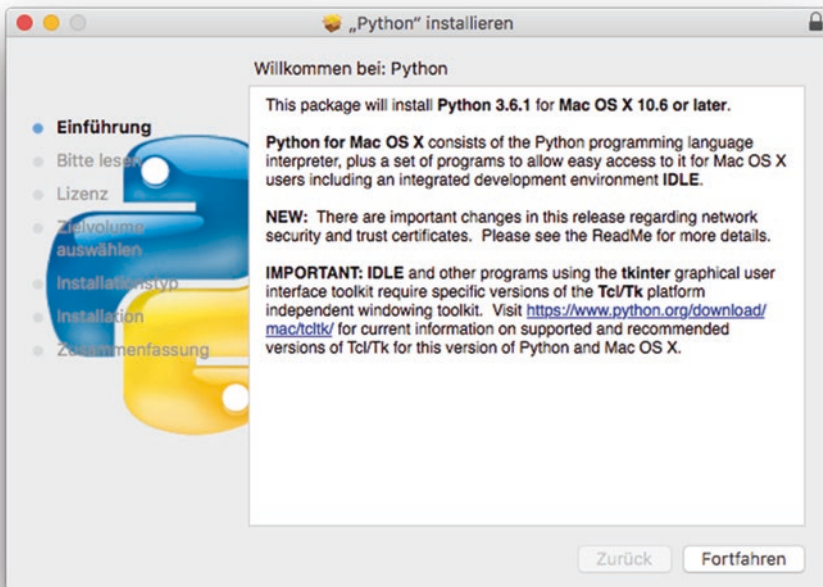 „Python“ installieren
Willkommen bei: Python
Einführung
Bitte lesen
Lizenz
Zielvolume
auswählen
Installationstyp
Installation
Zusammenfassung
This package will install Python 3.6.1 for Mac OS X 10.6 or later.
Python for Mac OS X consists of the Python programming language
interpreter, plus a set of programs to allow easy access to it for Mac OS X
users including an integrated development environment IDLE.
NEW: There are important changes in this release regarding network
security and trust certificates. Please see the ReadMe for more details.
IMPORTANT: IDLE and other programs using the tkinter graphical user
interface toolkit require specific versions of the Tcl/Tk platform
independent windowing toolkit. Visit https://www.python.org/download/
mac/tcltk/ for current information on supported and recommended
versions of Tcl/Tk for this version of Python and Mac OS X.
Zurück
Fortfahren